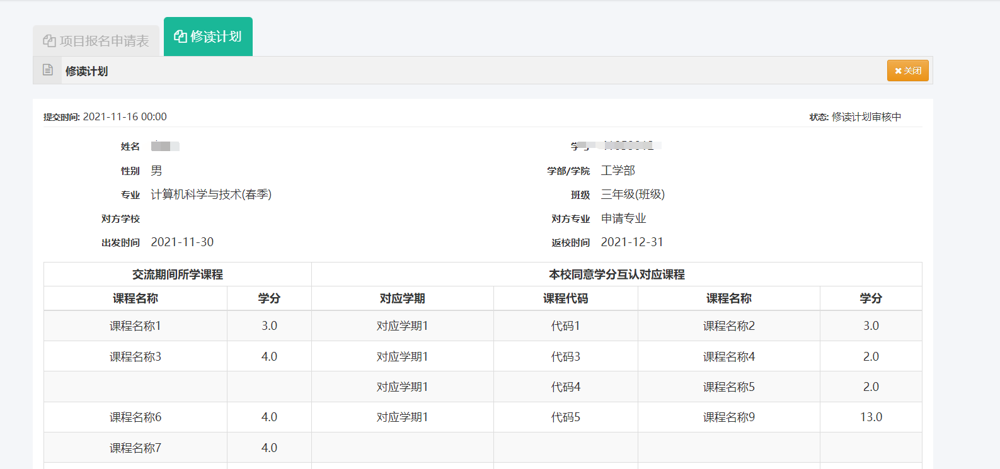 项目报名申请表 修读计划
修读计划 关闭
提交时间: 2021-11-16 00:00 状态: 修读计划审核中
姓名
性别 男 学部/学院 工学部
专业 计算机科学与技术(春季) 班级 三年级(班级)
对方学校 对方专业 申请专业
出发时间 2021-11-30 返校时间 2021-12-31
交流期间所学课程 本校同意学分互认对应课程
课程名称 学分 对应学期 课程代码 课程名称 学分
课程名称1 3.0 对应学期1 代码1 课程名称2 3.0
课程名称3 4.0 对应学期1 代码3 课程名称4 2.0
对应学期1 代码4 课程名称5 2.0
课程名称6 4.0 对应学期1 代码5 课程名称9 13.0
课程名称7 4.0